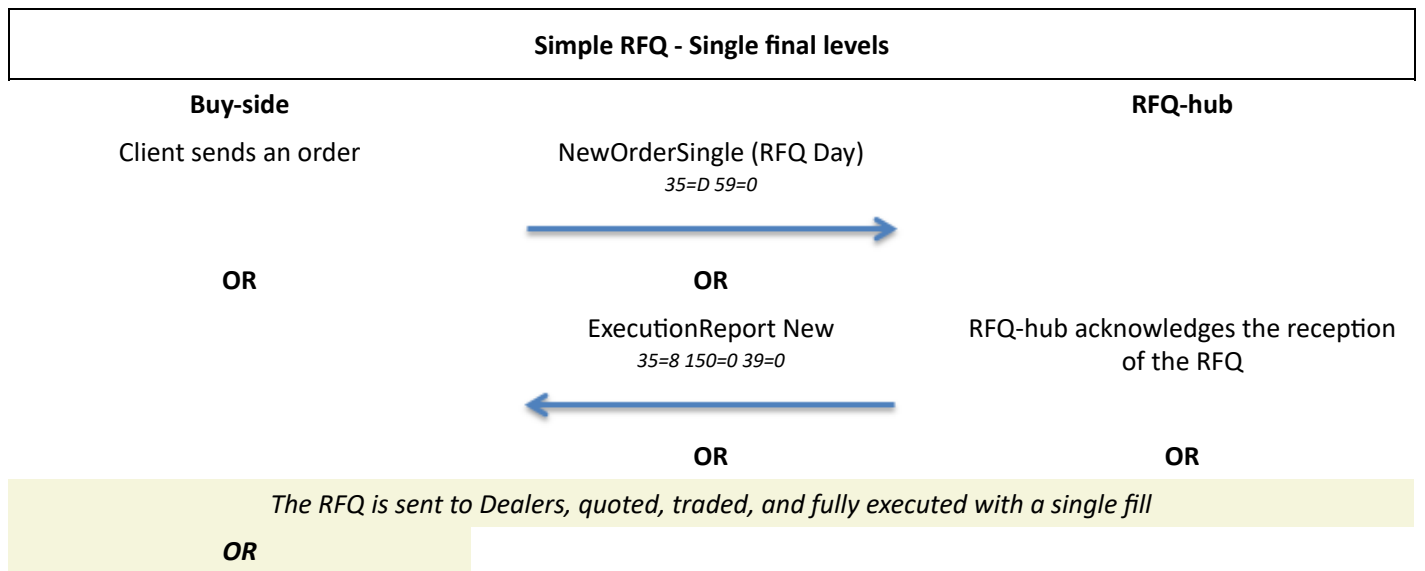 Simple RFQ - Single final levels
Buy-side RFQ-hub
Client sends an order NewOrderSingle (RFQ Day)
35=D 59=0
OR OR
ExecutionReport New RFQ-hub acknowledges the reception
35=8 150=0 39=0 of the RFQ
OR OR
The RFQ is sent to Dealers, quoted, traded, and fully executed with a single fill
OR